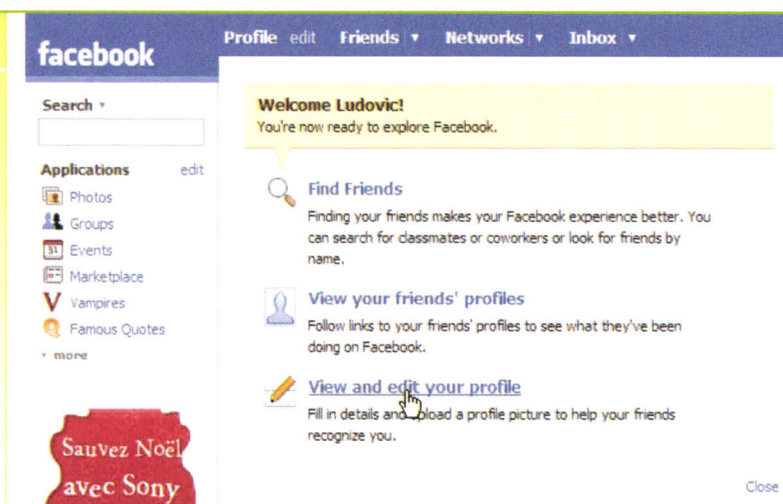 facebook
Profile edit Friends Networks Inbox
Search
Applications edit
Photos
31 Events
Groups
Marketplace
V Vampires
Q Famous Quotes
more
Sauvez Noël
avec Sony
Welcome Ludovic!
You're now ready to explore Facebook.
Find Friends
Finding your friends makes your Facebook experience better. You
can search for classmates or coworkers or look for friends by
name.
View your friends' profiles
Follow links to your friends' profiles to see what they've been
doing on Facebook.
View and edit your profile
Fill in details and upload a profile picture to help your friends
recognize you.
Close